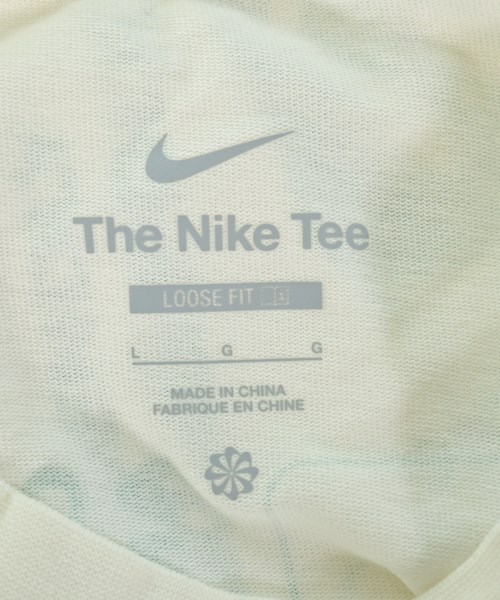 The Nike Tee
LOOSE FIT
L G G
MADE IN CHINA
FABRIQUE EN CHINE